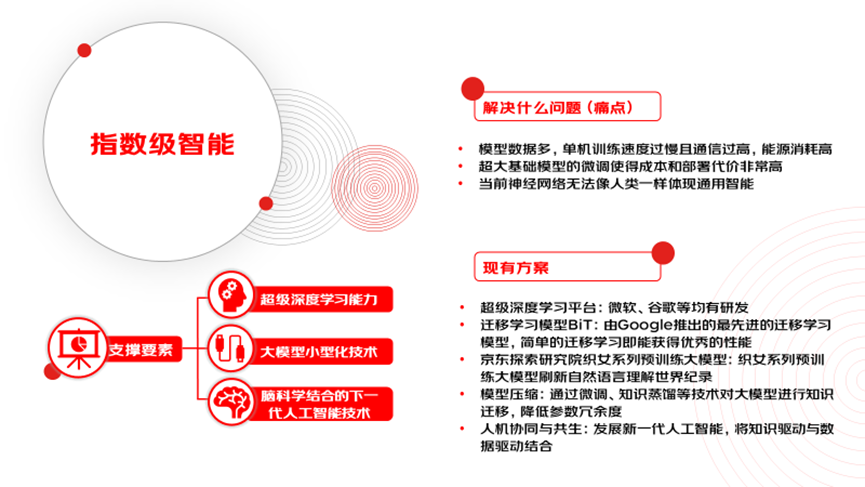 指数级智能
支撑要素
超级深度学习能力
大模型小型化技术
脑科学结合的下一
代人工智能技术
解决什么问题（痛点）
• 模型数据多，单机训练速度过慢且通信过高，能源消耗高
• 超大基础模型的微调使得成本和部署代价非常高
• 当前神经网络无法像人类一样体现通用智能
现有方案
• 超级深度学习平台：微软、谷歌等均有研发
• 迁移学习模型BiT：由Google推出的最先进的迁移学习
模型，简单的迁移学习即能获得优秀的性能
• 京东探索研究院织女系列预训练大模型：织女系列预训
练大模型刷新自然语言理解世界纪录
• 模型压缩：通过微调、知识蒸馏等技术对大模型进行知识
迁移，降低参数冗余度
• 人机协同与共生：发展新一代人工智能，将知识驱动与数
据驱动结合